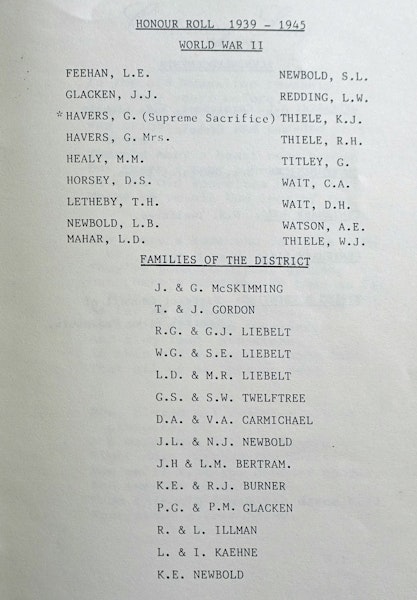 HONOUR ROLL 1939 - 1945
WORLD WAR II
FEEHAN, L.E. NEWBOLD, S.L.
GLACKEN, J.J. REDDING, L.W.
*HAVERS, G. (Supreme Sacrifice) THIELE, K.J.
HAVERS, G. Mrs. THIELE, R.H.
HEALY, M.M. TITLEY, G.
HORSEY, D.S. WAIT, C.A.
LETHEBY, T.H. WAIT, D.H.
NEWBOLD, L.B. WATSON, A.E.
MAHAR, L.D. THIELE, W.J.
FAMILIES OF THE DISTRICT
J. & G. McSKIMMING
T. & J. GORDON
R.G. & G.J. LIEBELT
W.G. & S.E. LIEBELT
L.D. & M.R. LIEBELT
G.S. & S.W. TWELFTREE
D.A. & V.A. CARMICHAEL
J.L. & N.J. NEWBOLD
J.H & L.M. BERTRAM.
K.E. & R.J. BURNER
P.G. & P.M. GLACKEN
R. & L. ILLMAN
L. & I. KAEHNE
K.E. NEWBOLD